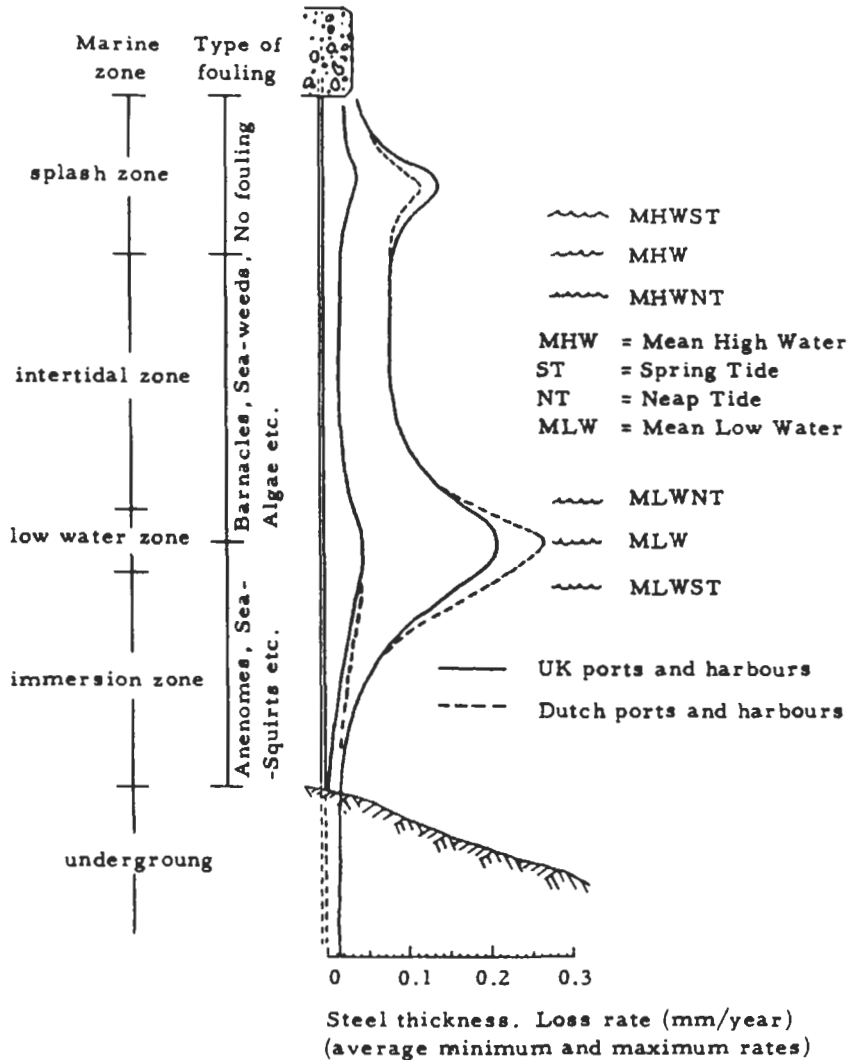 Marine
zone
Type of
fouling
splash zone
intertidal zone
low water zone
immersion zone
undergroung
Barnacles, Sea-weeds, No fouling
Algae etc.
Anenomes, Sea-
-Squirts etc.
MHWST
MHW
MHWNT
MHW = Mean High Water
ST = Spring Tide
NT = Neap Tide
MLW = Mean Low Water
MLWNT
MLW
MLWST
UK ports and harbours
Dutch ports and harbours
0 0.1 0.2 0.3
Steel thickness. Loss rate (mm/year)
(average minimum and maximum rates)